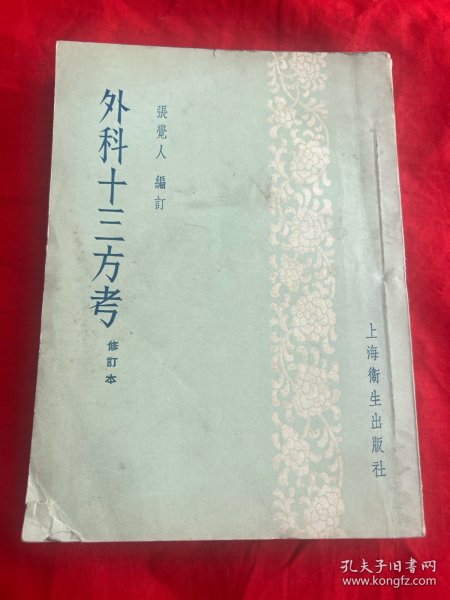 外科十三方考
修訂本
張覺人 編訂
上海衞生出版社
孔夫子旧书网
www.kongfz.com